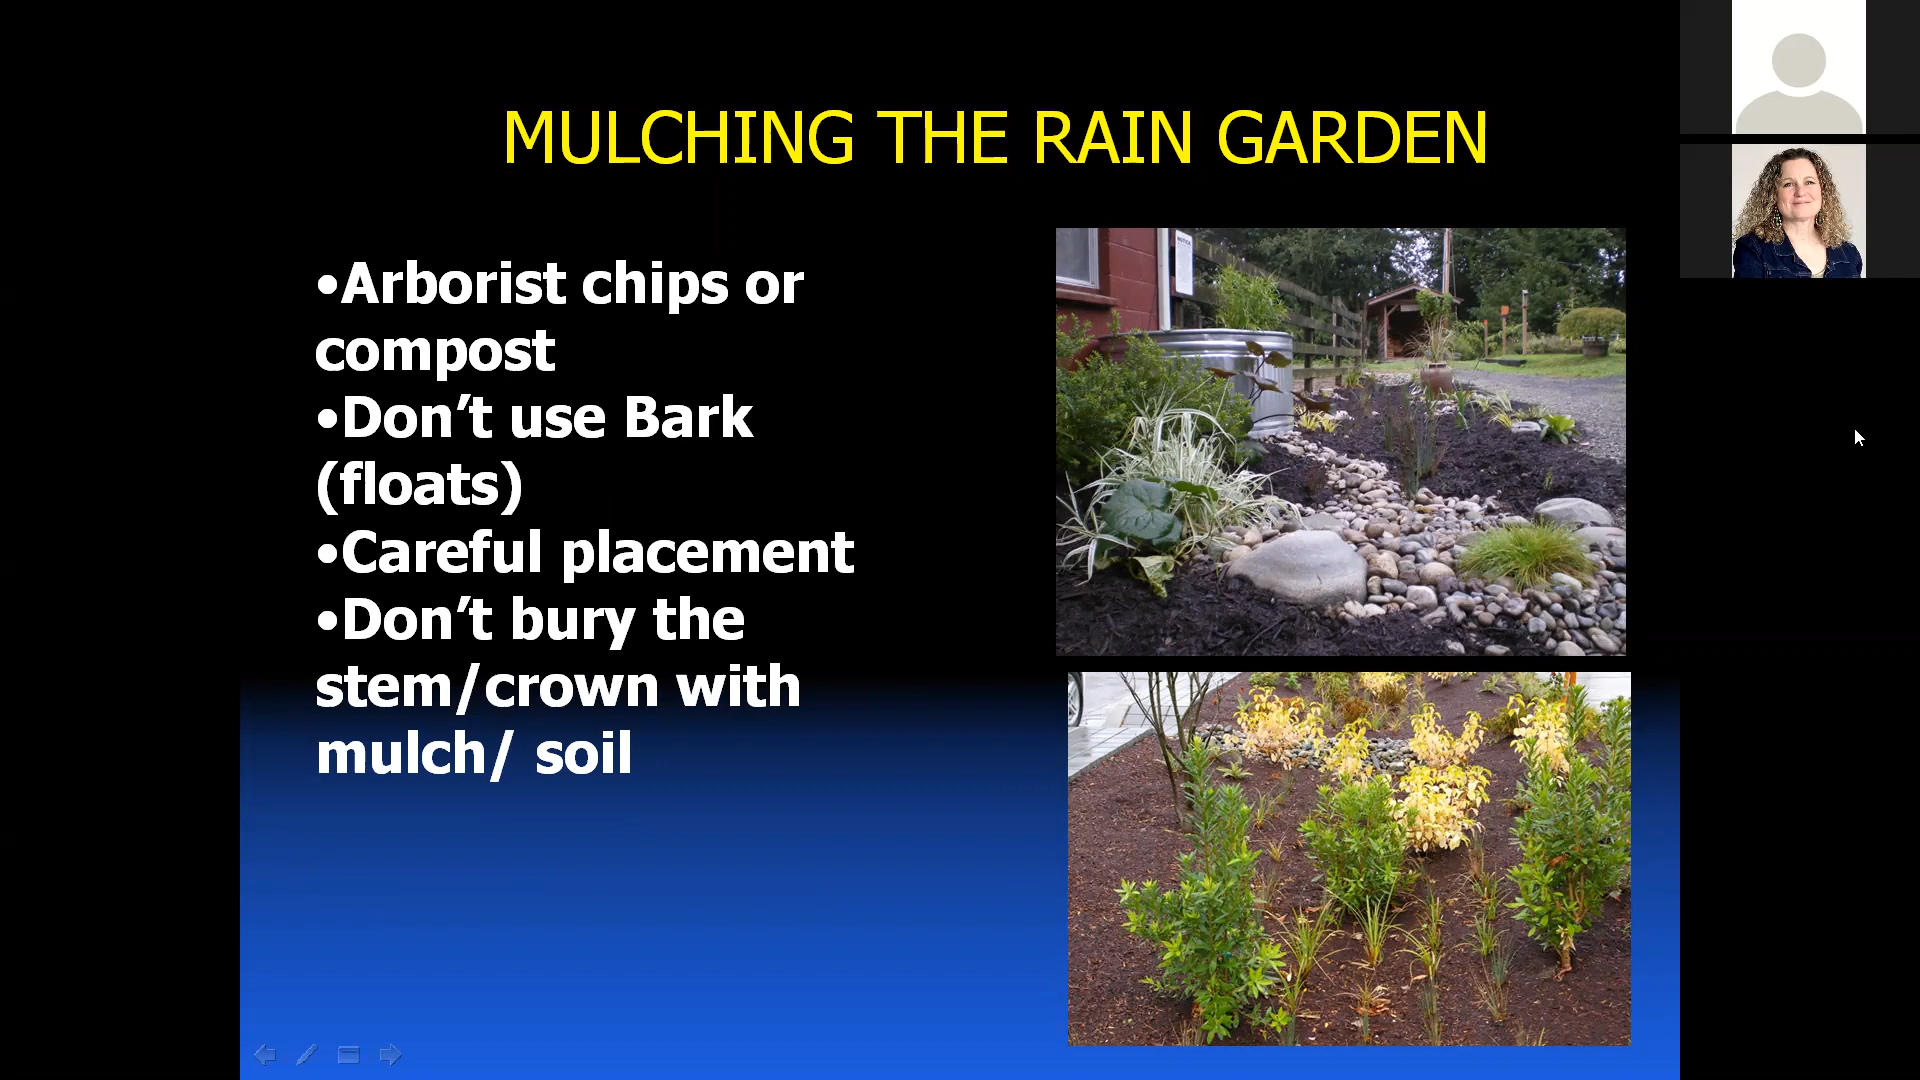 MULCHING THE RAIN GARDEN
•Arborist chips or
compost
•Don’t use Bark
(floats)
•Careful placement
•Don’t bury the
stem/crown with
mulch/ soil
NOTICE